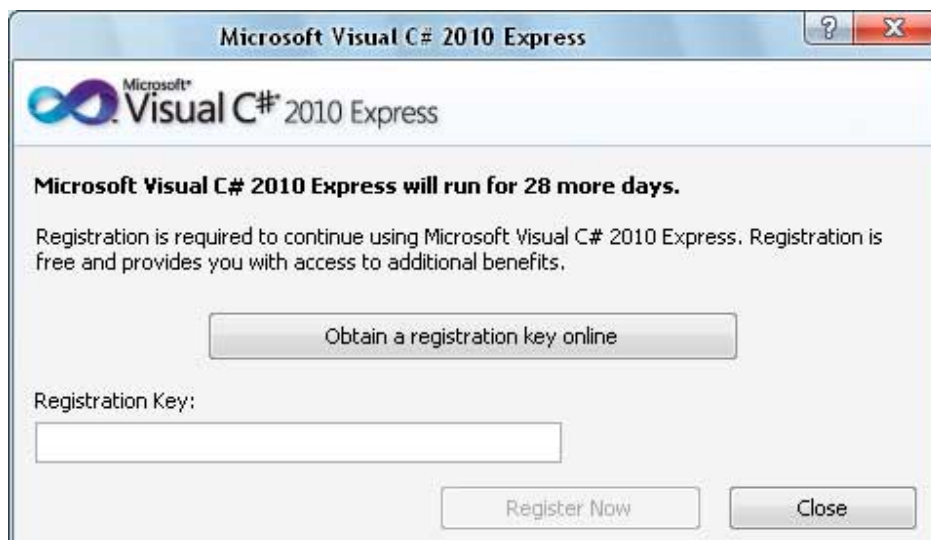 Microsoft Visual C# 2010 Express
?
Microsoft®
Visual C#® 2010 Express
Microsoft Visual C# 2010 Express will run for 28 more days.
Registration is required to continue using Microsoft Visual C# 2010 Express. Registration is
free and provides you with access to additional benefits.
Obtain a registration key online
Registration Key:
Register Now
Close